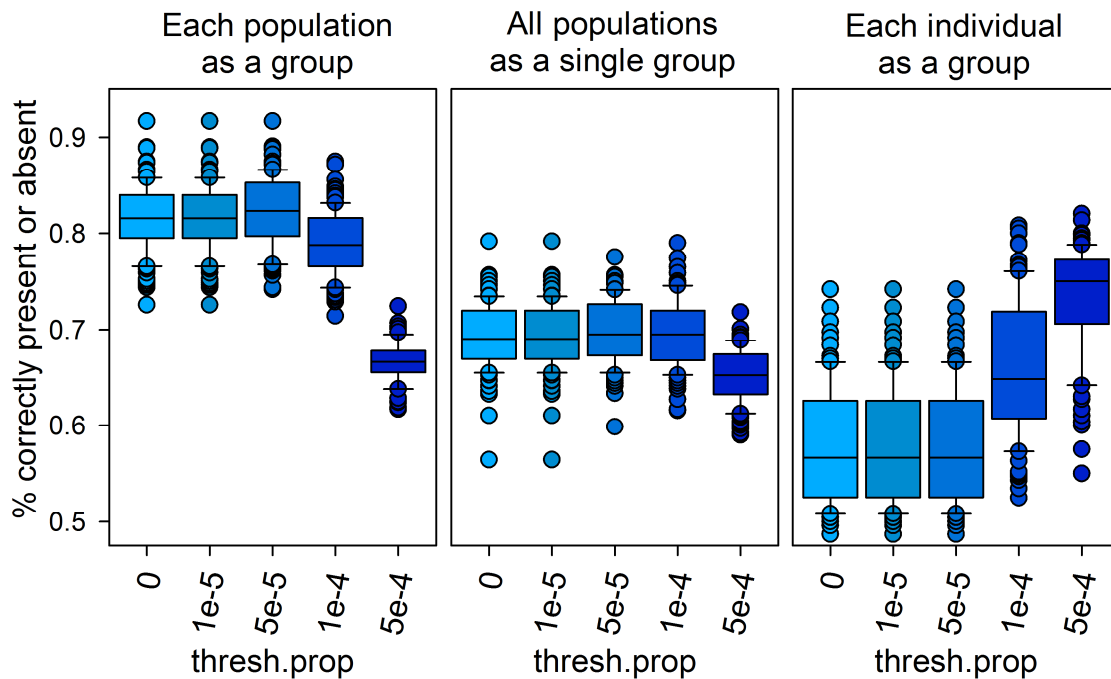 Each population
as a group
All populations
as a single group
Each individual
as a group
% correctly present or absent
0.9
0.8
0.7
0.6
0.5
0
1e-5
5e-5
1e-4
5e-4
0
1e-5
5e-5
1e-4
5e-4
0
1e-5
5e-5
1e-4
5e-4
thresh.prop
thresh.prop
thresh.prop